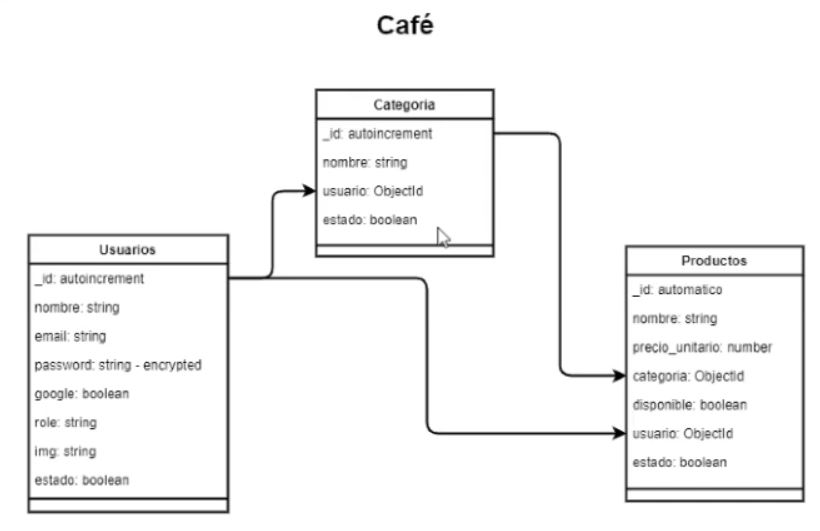 Café
Categoria
_id: autoincrement
nombre: string
usuario: ObjectId
estado: boolean
Usuarios
_id: autoincrement
nombre: string
email: string
password: string - encrypted
google: boolean
role: string
img: string
estado: boolean
Productos
_id: automatico
nombre: string
precio_unitario: number
categoria: ObjectId
disponible: boolean
usuario: ObjectId
estado: boolean